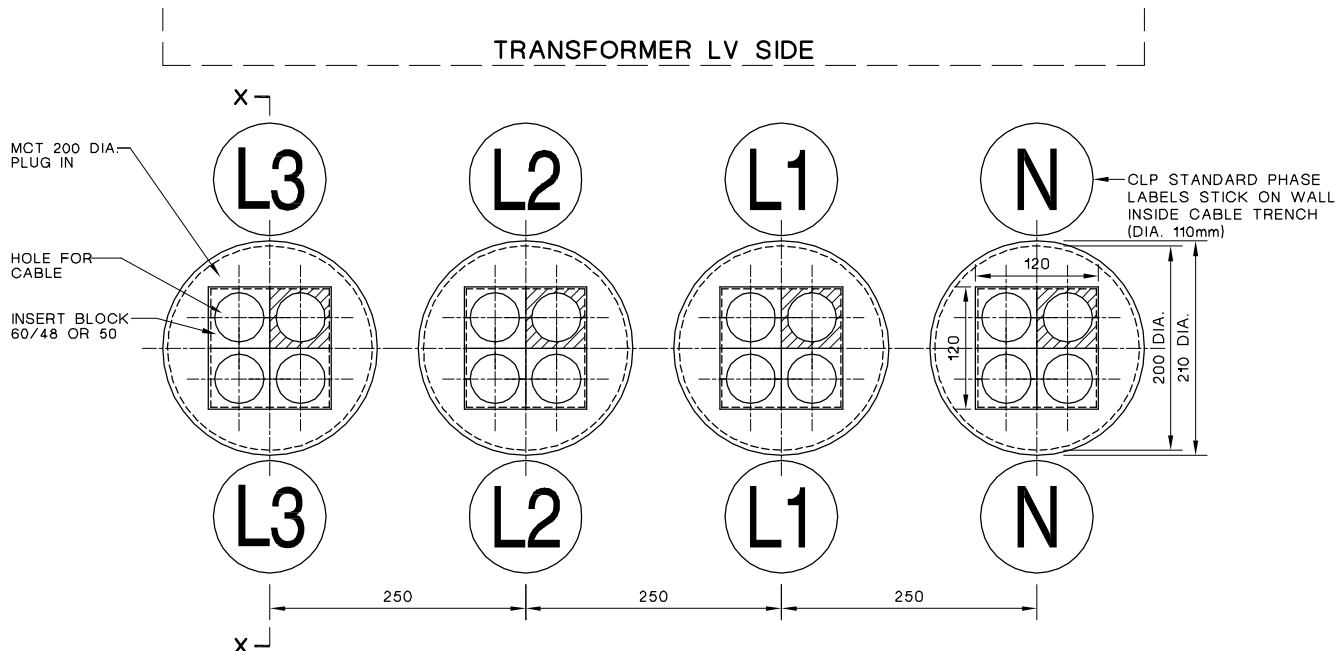 TRANSFORMER LV SIDE
X
MCT 200 DIA.
PLUG IN
L3
L2
L1
N
CLP STANDARD PHASE
LABELS STICK ON WALL
INSIDE CABLE TRENCH
(DIA. 110mm)
HOLE FOR
CABLE
INSERT BLOCK
60/48 OR 50
120
120
200 DIA.
210 DIA.
L3
L2
L1
N
250
250
250
X